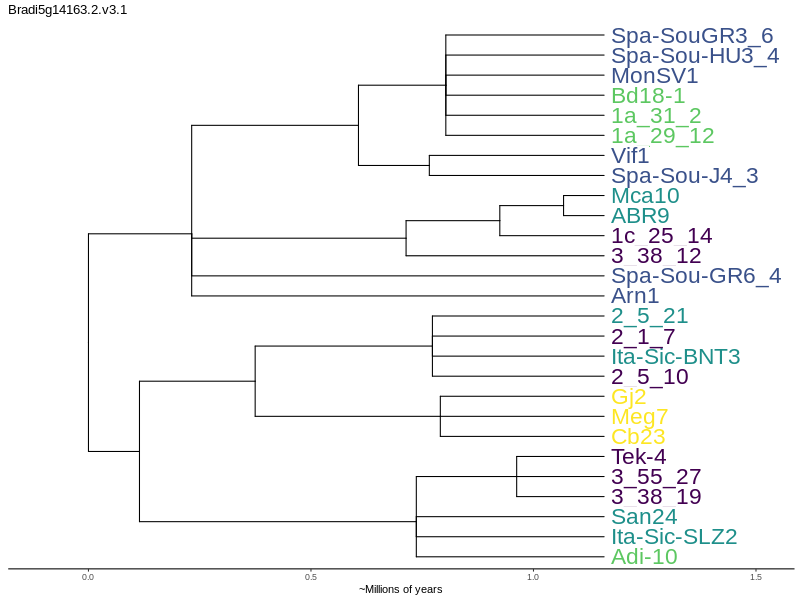 Bradi5g14163.2.v3.1
Spa-SouGR3_6
Spa-Sou-HU3_4
MonSV1
Bd18-1
1a_31_2
1a_29_12
Vif1
Spa-Sou-J4_3
Mca10
ABR9
1c_25_14
3_38_12
Spa-Sou-GR6_4
Arn1
2_5_21
2_1_7
Ita-Sic-BNT3
2_5_10
Gj2
Meg7
Cb23
Tek-4
3_55_27
3_38_19
San24
Ita-Sic-SLZ2
Adi-10
0.0 0.5 1.0 1.5
~Millions of years